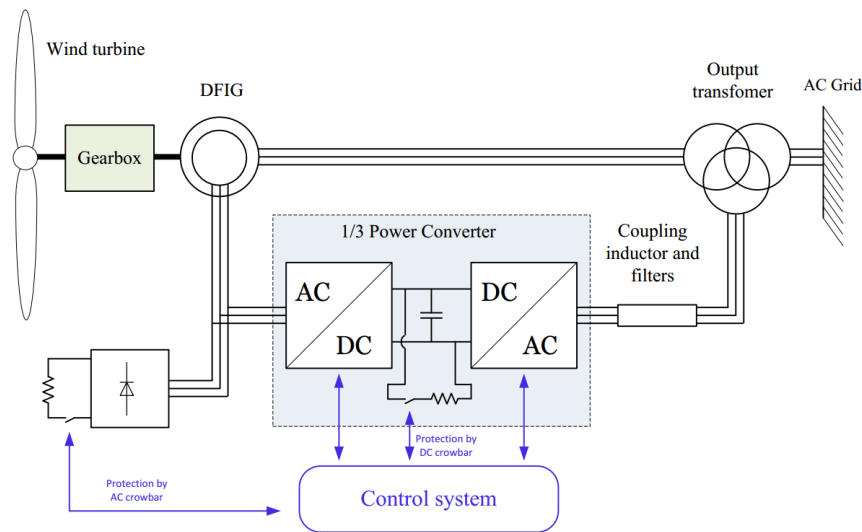 Wind turbine
DFIG
Output
transfomer
AC Grid
Gearbox
1/3 Power Converter
Coupling
inductor and
filters
AC
DC
DC
AC
Protection by
DC crowbar
Protection by
AC crowbar
Control system